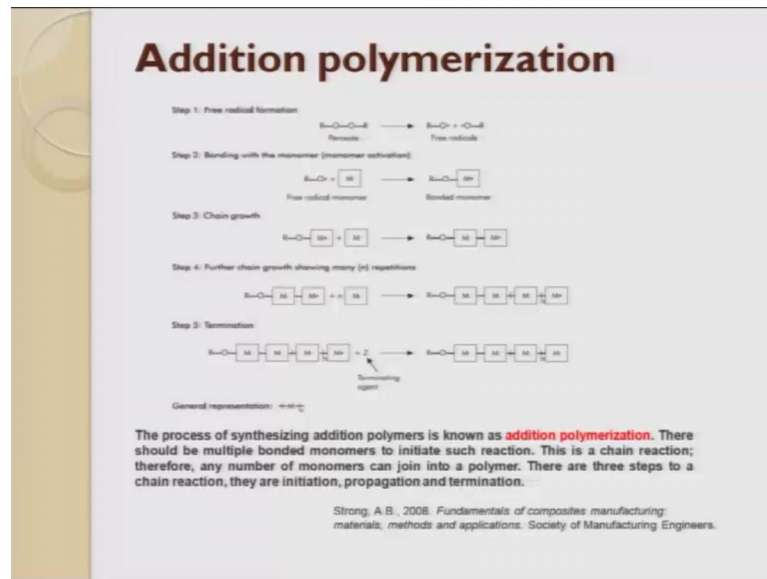 Addition polymerization
Step 1: Free radical formation
R—O—O—R → R—O• + •O—R
Peroxide Free radicals
Step 2: Bonding with the monomer (monomer activation)
R—O• + M → R—O— M•
Free radical monomer Bonded monomer
Step 3: Chain growth
R—O— M• + M → R—O— M — M•
Step 4: Further chain growth showing many (n) repetitions
R—O— M — M• + n M → R—O— M — M M M•
Step 5: Termination
R—O— M — M M M• + Z → R—O— M — M M M
Terminating
agent
General representation:
The process of synthesizing addition polymers is known as addition polymerization. There
should be multiple bonded monomers to initiate such reaction. This is a chain reaction;
therefore, any number of monomers can join into a polymer. There are three steps to a
chain reaction, they are initiation, propagation and termination.
Strong, A.B., 2008. Fundamentals of composites manufacturing:
materials, methods and applications. Society of Manufacturing Engineers.